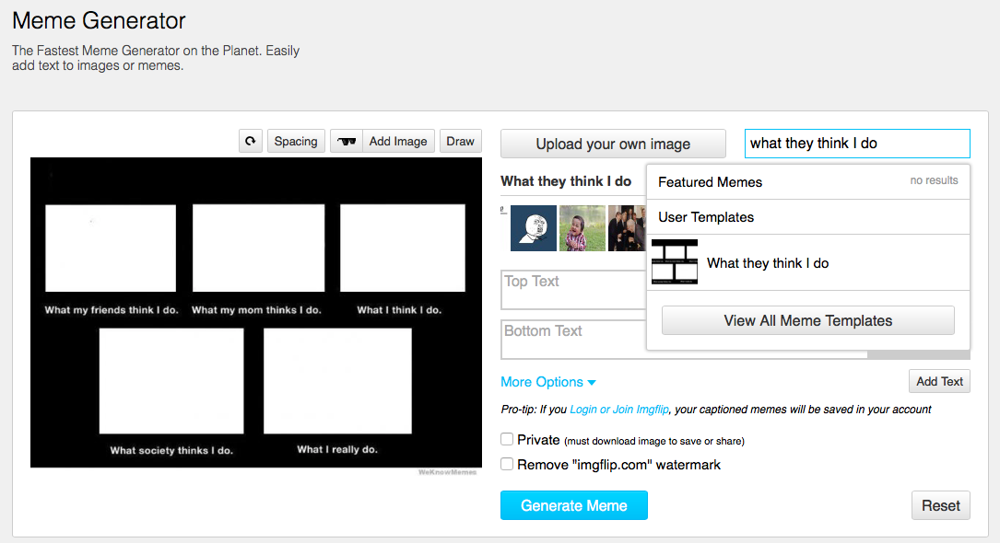 Meme Generator
The Fastest Meme Generator on the Planet. Easily
add text to images or memes.
Spacing
Add Image
Draw
What my friends think I do.
What my mom thinks I do.
What I think I do.
What society thinks I do.
What I really do.
WeKnowMemes
Upload your own image
what they think I do
What they think I do
Featured Memes
no results
User Templates
What they think I do
View All Meme Templates
Top Text
Bottom Text
More Options
Add Text
Pro-tip: If you Login or Join Imgflip, your captioned memes will be saved in your account
Private (must download image to save or share)
Remove "imgflip.com" watermark
Generate Meme
Reset